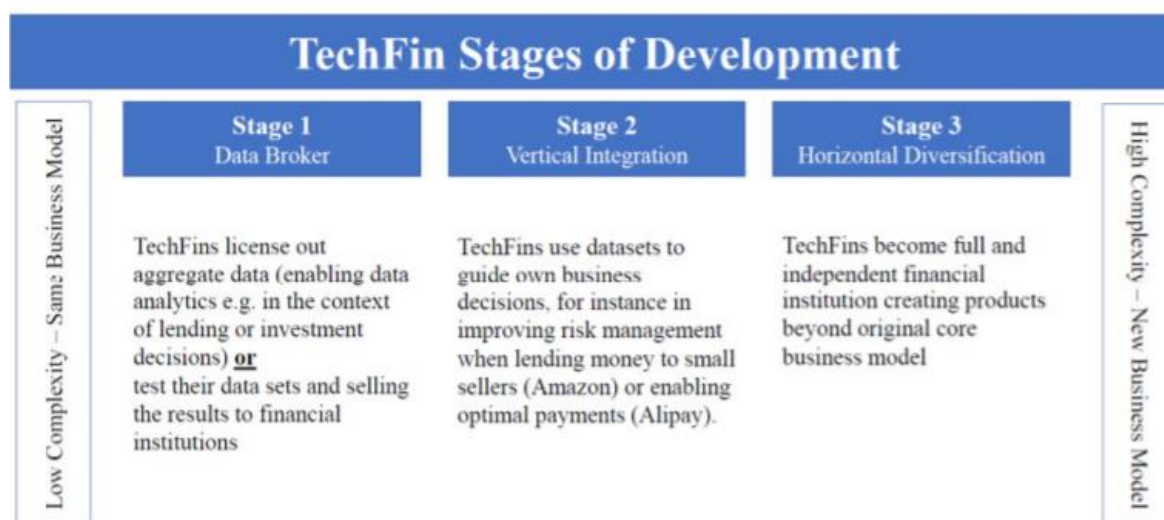 TechFin Stages of Development
Low Complexity – Same Business Model
Stage 1
Data Broker
TechFins license out
aggregate data (enabling data
analytics e.g. in the context
of lending or investment
decisions) or
test their data sets and selling
the results to financial
institutions
Stage 2
Vertical Integration
TechFins use datasets to
guide own business
decisions, for instance in
improving risk management
when lending money to small
sellers (Amazon) or enabling
optimal payments (Alipay).
Stage 3
Horizontal Diversification
TechFins become full and
independent financial
institution creating products
beyond original core
business model
High Complexity – New Business Model